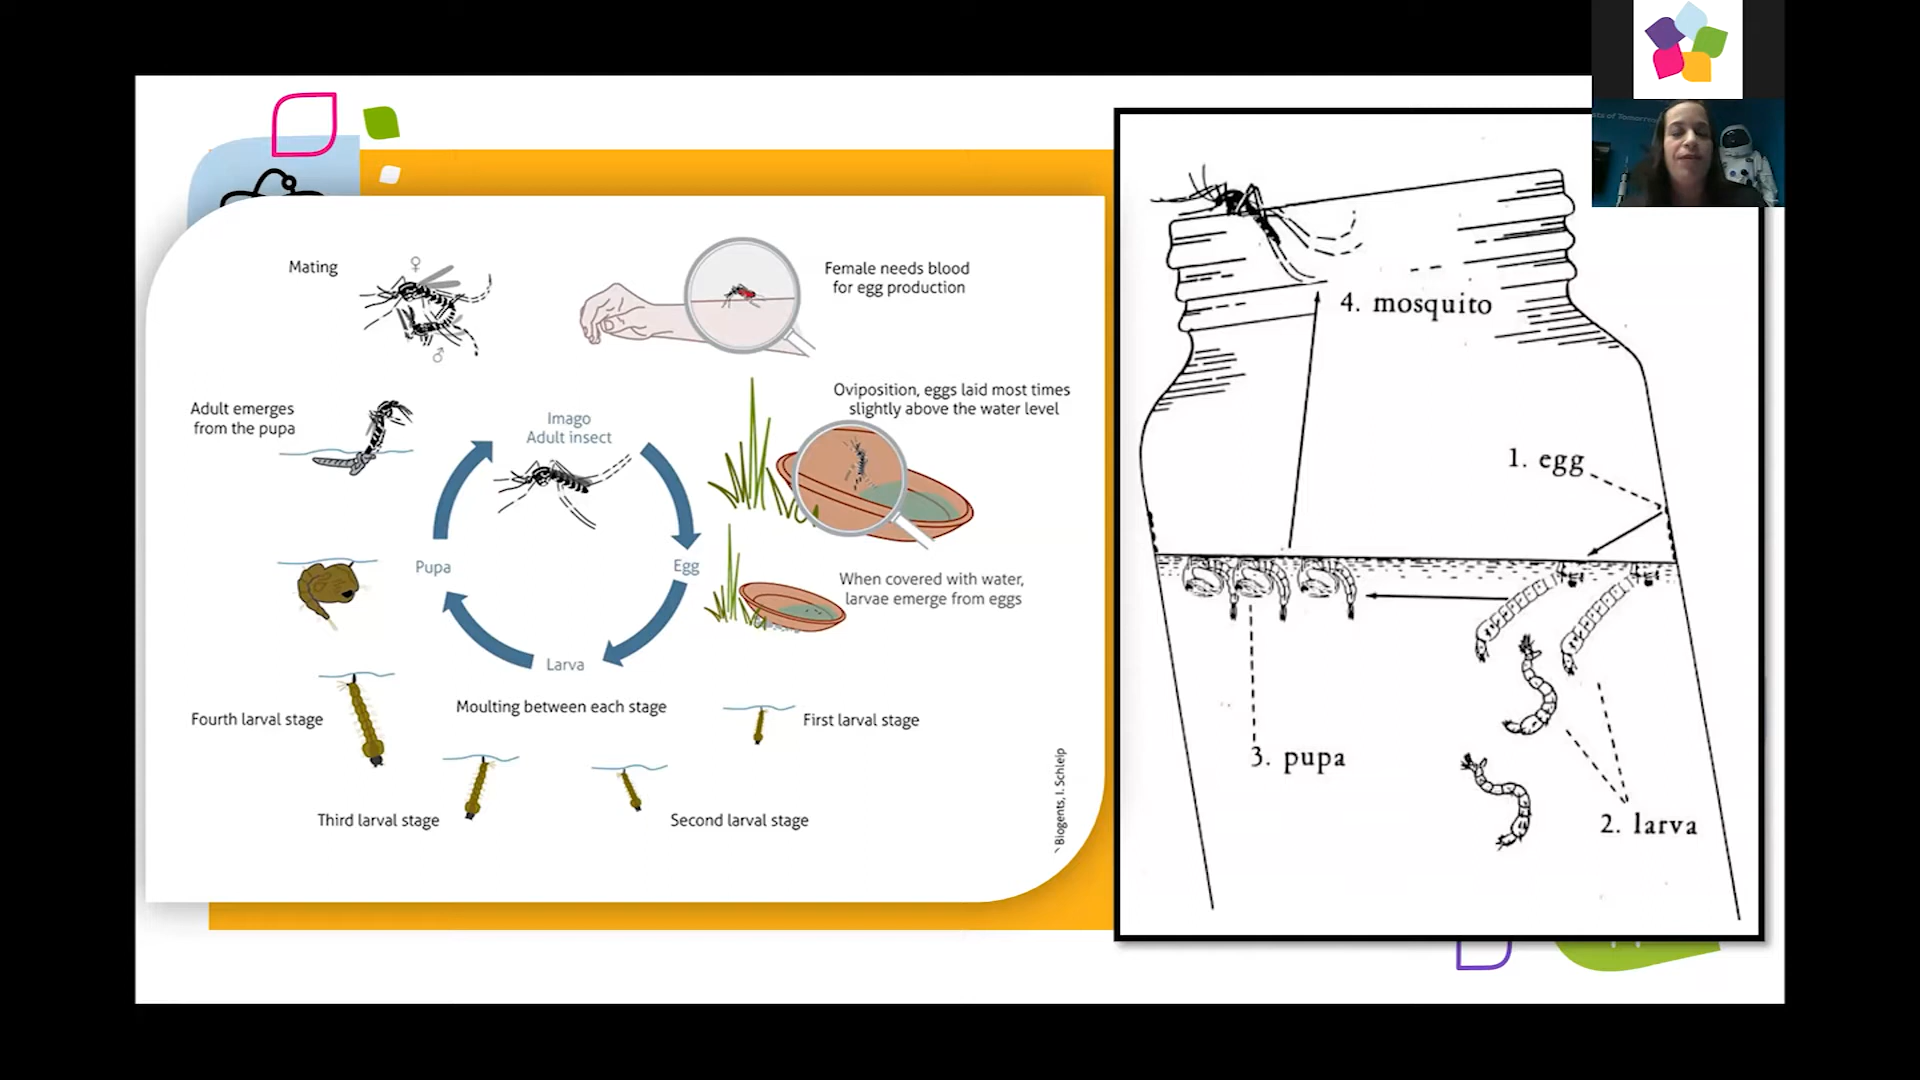 Mating
♀
♂
Female needs blood
for egg production
Adult emerges
from the pupa
Imago
Adult insect
Oviposition, eggs laid most times
slightly above the water level
Pupa
Egg
When covered with water,
larvae emerge from eggs
Larva
Moulting between each stage
Fourth larval stage
First larval stage
Third larval stage
Second larval stage
Biogents, I. Schleip
4. mosquito
1. egg
3. pupa
2. larva
of Tomorrow